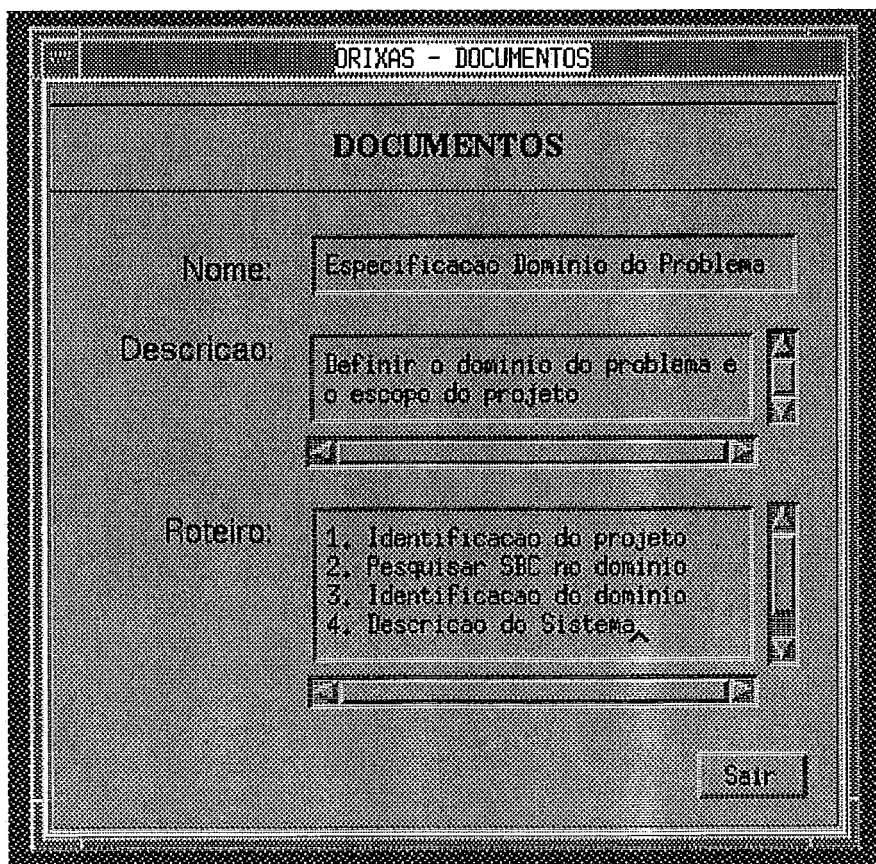 ORIXAS - DOCUMENTOS
DOCUMENTOS
Nome:
Especificacao Dominio do Problema
Descricao:
Definir o dominio do problema e
o escopo do projeto
Roteiro:
1. Identificacao do projeto
2. Pesquisar SBC no dominio
3. Identificacao do dominio
4. Descricao do Sistema
Sair